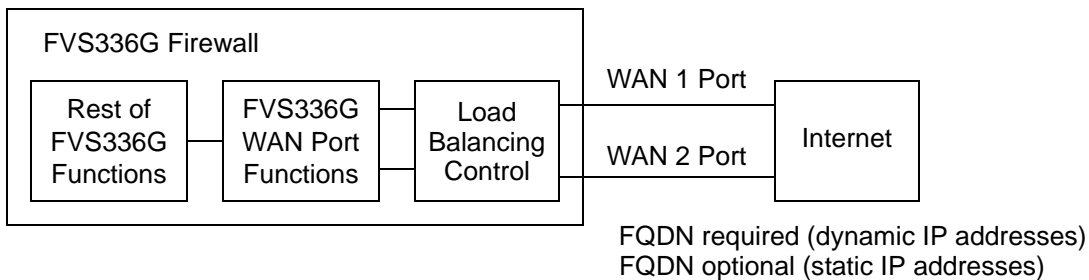 FVS336G Firewall
Rest of
FVS336G
Functions
FVS336G
WAN Port
Functions
Load
Balancing
Control
WAN 1 Port
WAN 2 Port
Internet
FQDN required (dynamic IP addresses)
FQDN optional (static IP addresses)